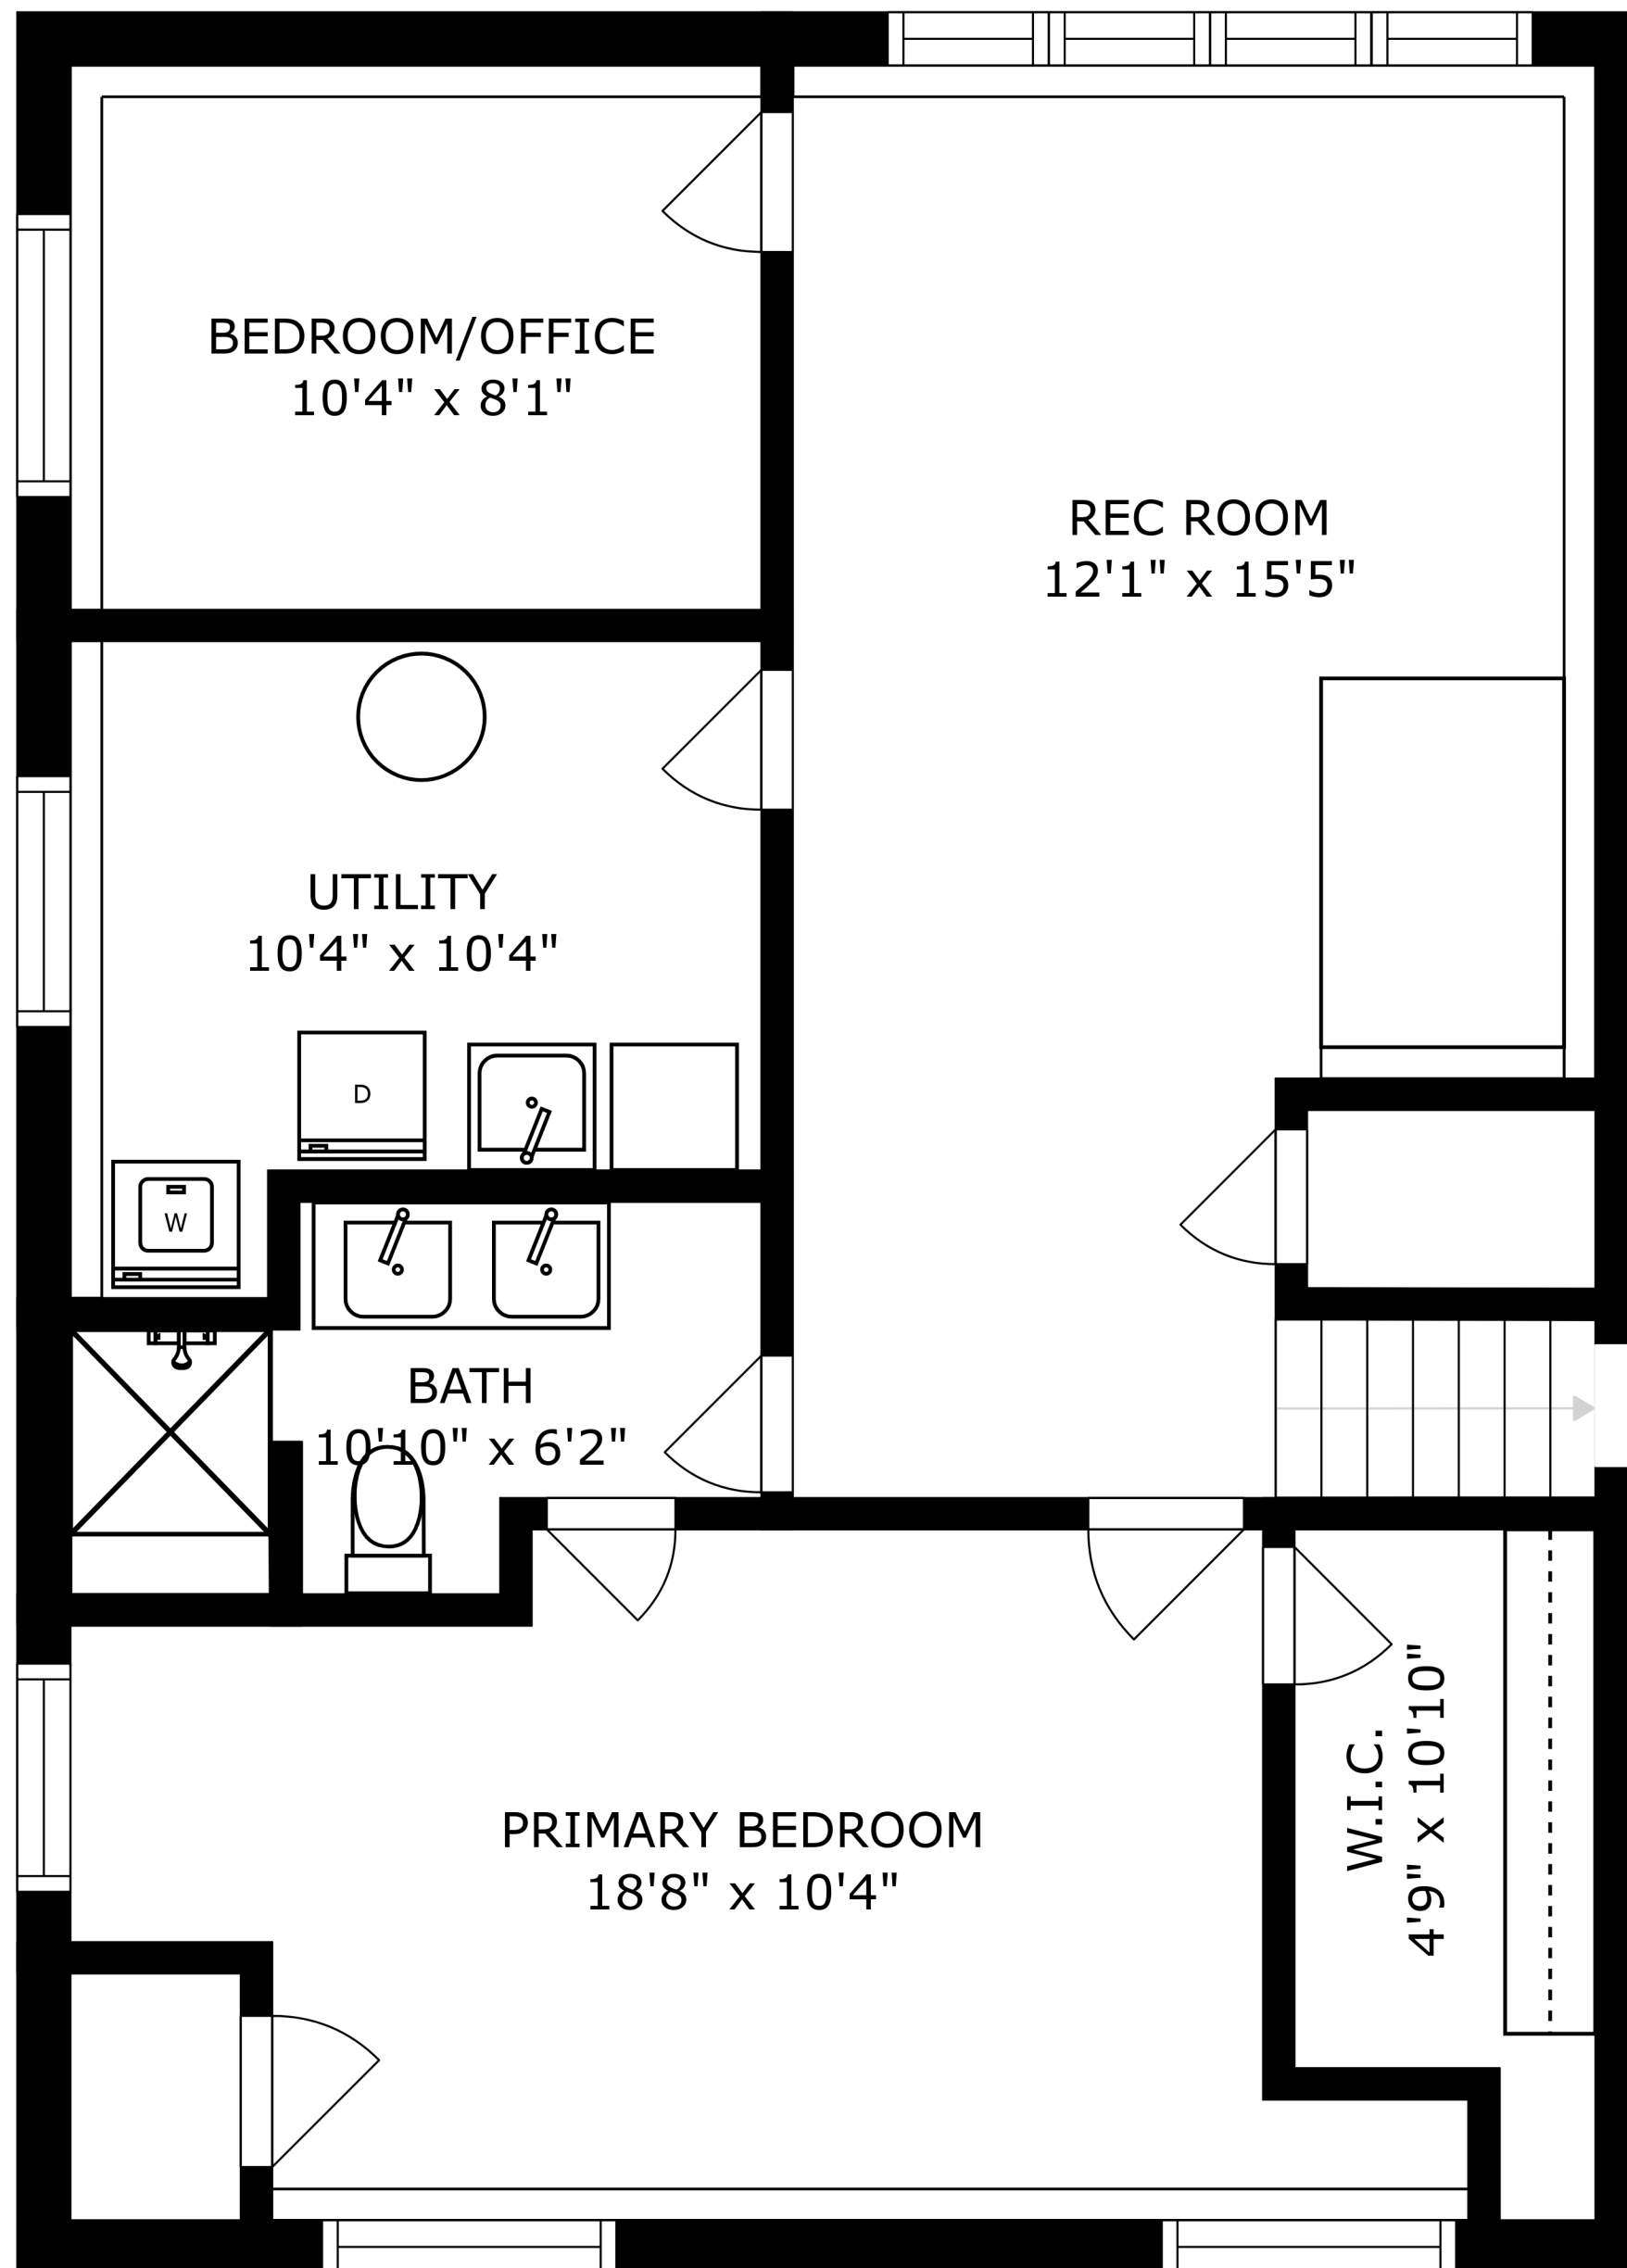 BEDROOM/OFFICE
10'4" x 8'1"
REC ROOM
12'1" x 15'5"
UTILITY
10'4" x 10'4"
D
W
BATH
10'10" x 6'2"
PRIMARY BEDROOM
18'8" x 10'4"
W.I.C.
4'9" x 10'10"